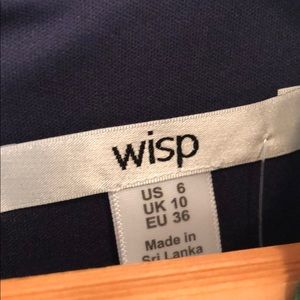 wisp
US 6
UK 10
EU 36
Made in
Sri Lanka